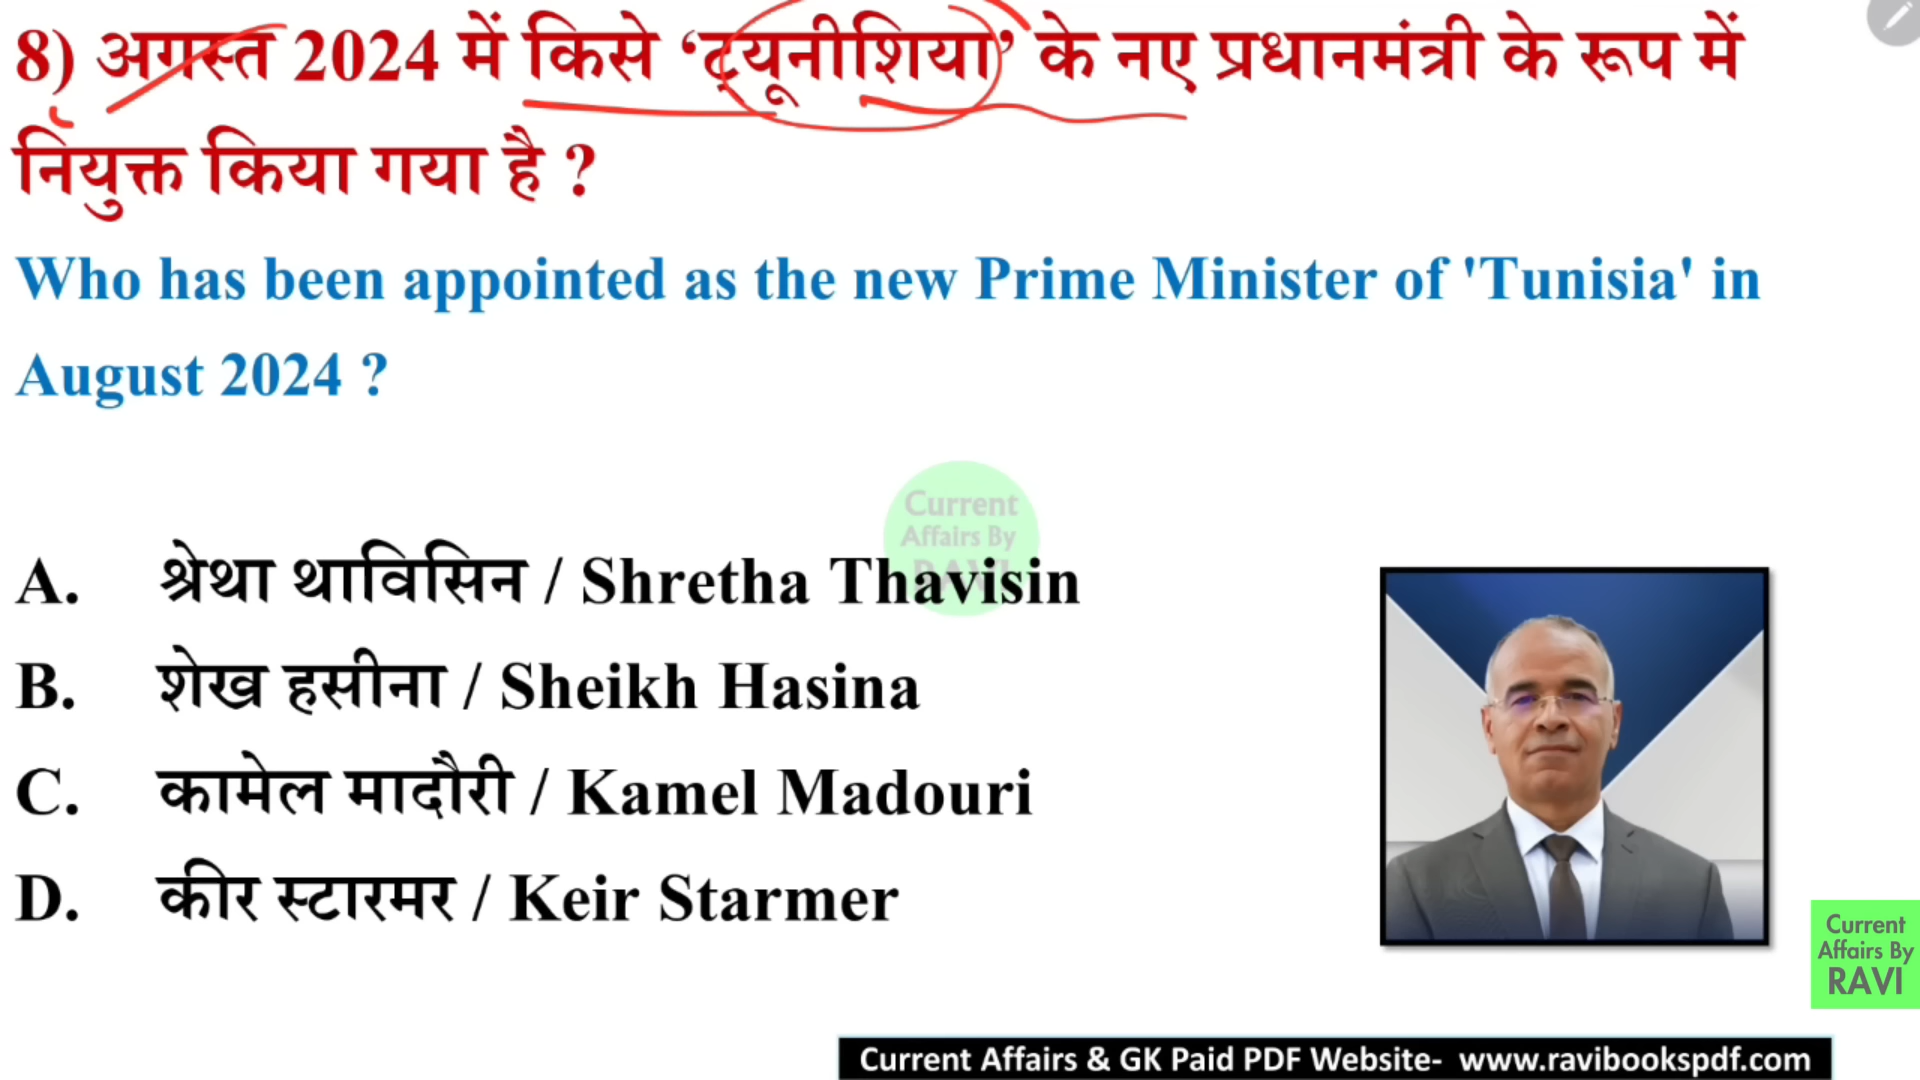 8) अगस्त 2024 में किसे ‘ट्यूनीशिया’ के नए प्रधानमंत्री के रूप में
नियुक्त किया गया है ?
Who has been appointed as the new Prime Minister of 'Tunisia' in
August 2024 ?
Current
Affairs By
RAVI
A. श्रेथा थाविसिन / Shretha Thavisin
B. शेख हसीना / Sheikh Hasina
C. कामेल मादौरी / Kamel Madouri
D. कीर स्टारमर / Keir Starmer
Current
Affairs By
RAVI
Current Affairs & GK Paid PDF Website- www.ravibookspdf.com